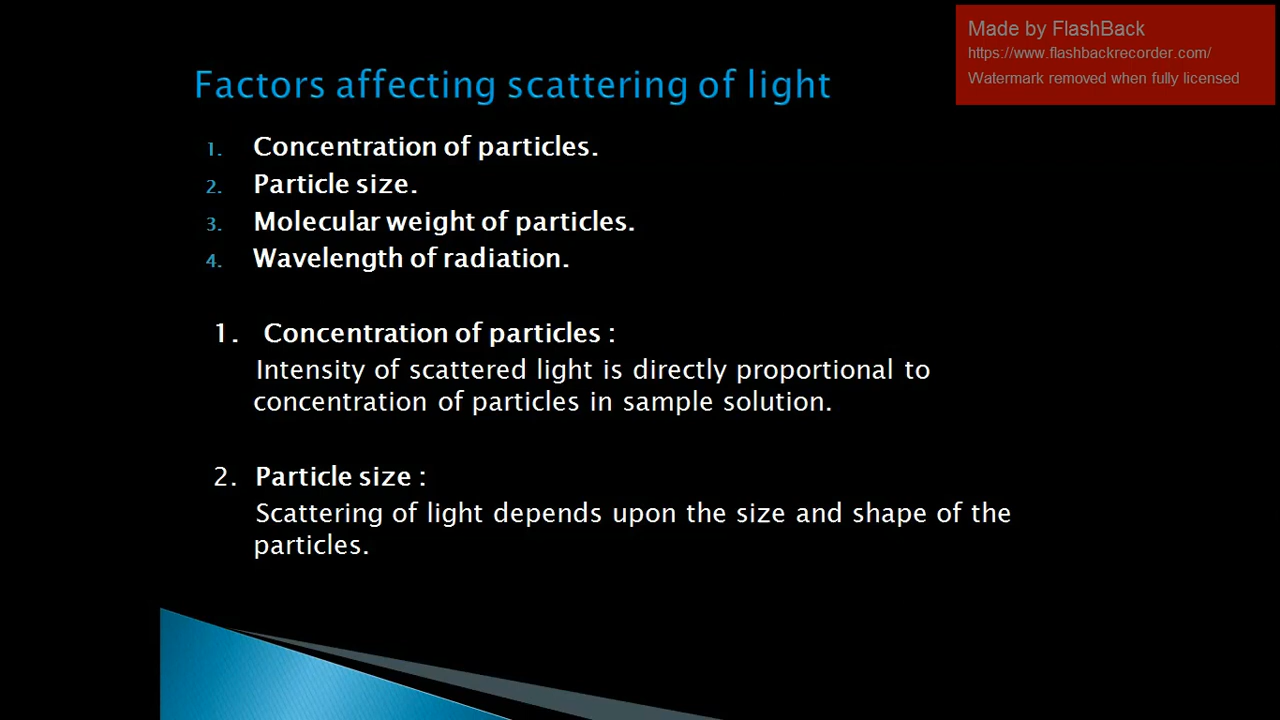 Made by FlashBack
https://www.flashbackrecorder.com/
Watermark removed when fully licensed
Factors affecting scattering of light
1. Concentration of particles.
2. Particle size.
3. Molecular weight of particles.
4. Wavelength of radiation.
1. Concentration of particles :
Intensity of scattered light is directly proportional to
concentration of particles in sample solution.
2. Particle size :
Scattering of light depends upon the size and shape of the
particles.